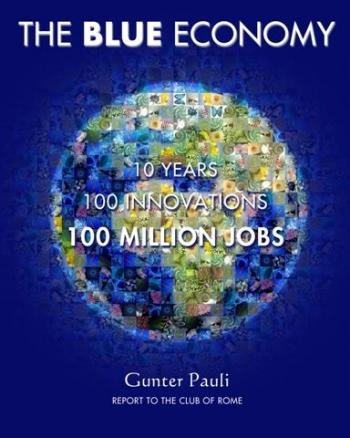 THE BLUE ECONOMY
10 YEARS
100 INNOVATIONS
100 MILLION JOBS
Gunter Pauli
REPORT TO THE CLUB OF ROME